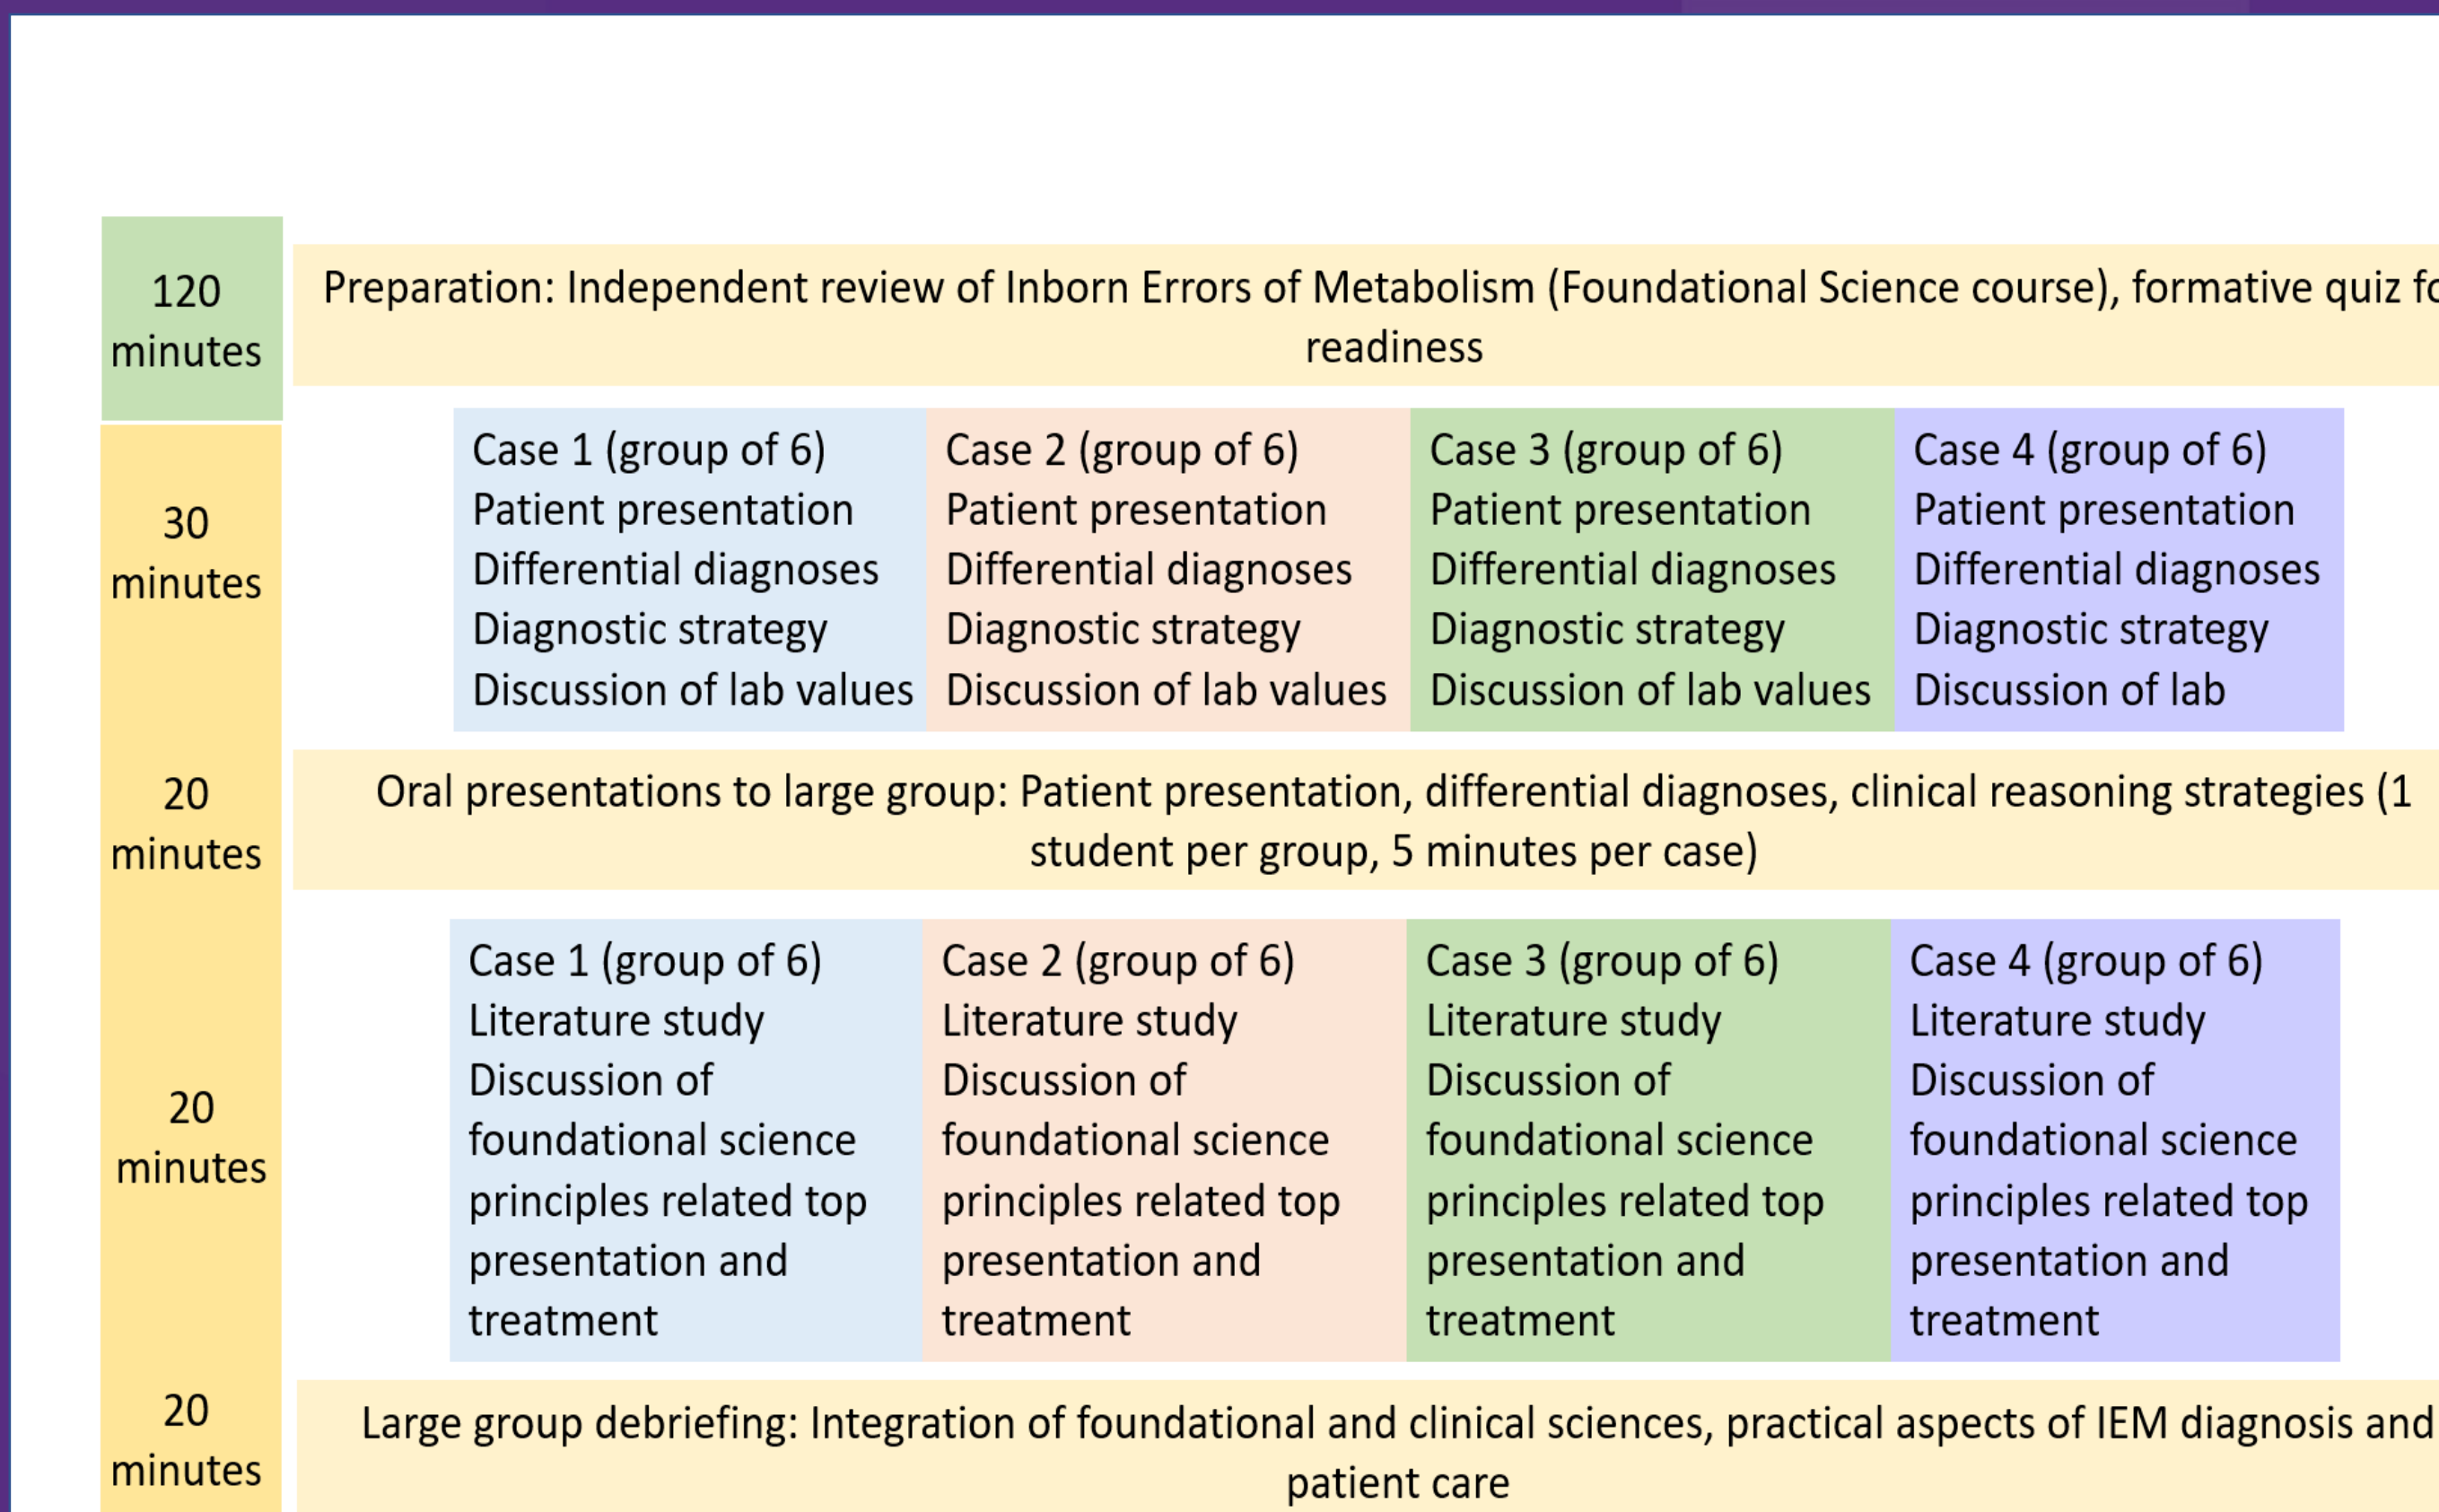 120
minutes
Preparation: Independent review of Inborn Errors of Metabolism (Foundational Science course), formative quiz
readiness
30
minutes
Case 1 (group of 6)
Patient presentation
Differential diagnoses
Diagnostic strategy
Discussion of lab values
Case 2 (group of 6)
Patient presentation
Differential diagnoses
Diagnostic strategy
Discussion of lab values
Case 3 (group of 6)
Patient presentation
Differential diagnoses
Diagnostic strategy
Discussion of lab values
Case 4 (group of 6)
Patient presentation
Differential diagnoses
Diagnostic strategy
Discussion of lab
20
minutes
Oral presentations to large group: Patient presentation, differential diagnoses, clinical reasoning strategies (1
student per group, 5 minutes per case)
20
minutes
Case 1 (group of 6)
Literature study
Discussion of
foundational science
principles related top
presentation and
treatment
Case 2 (group of 6)
Literature study
Discussion of
foundational science
principles related top
presentation and
treatment
Case 3 (group of 6)
Literature study
Discussion of
foundational science
principles related top
presentation and
treatment
Case 4 (group of 6)
Literature study
Discussion of
foundational science
principles related top
presentation and
treatment
20
minutes
Large group debriefing: Integration of foundational and clinical sciences, practical aspects of IEM diagnosis and
patient care